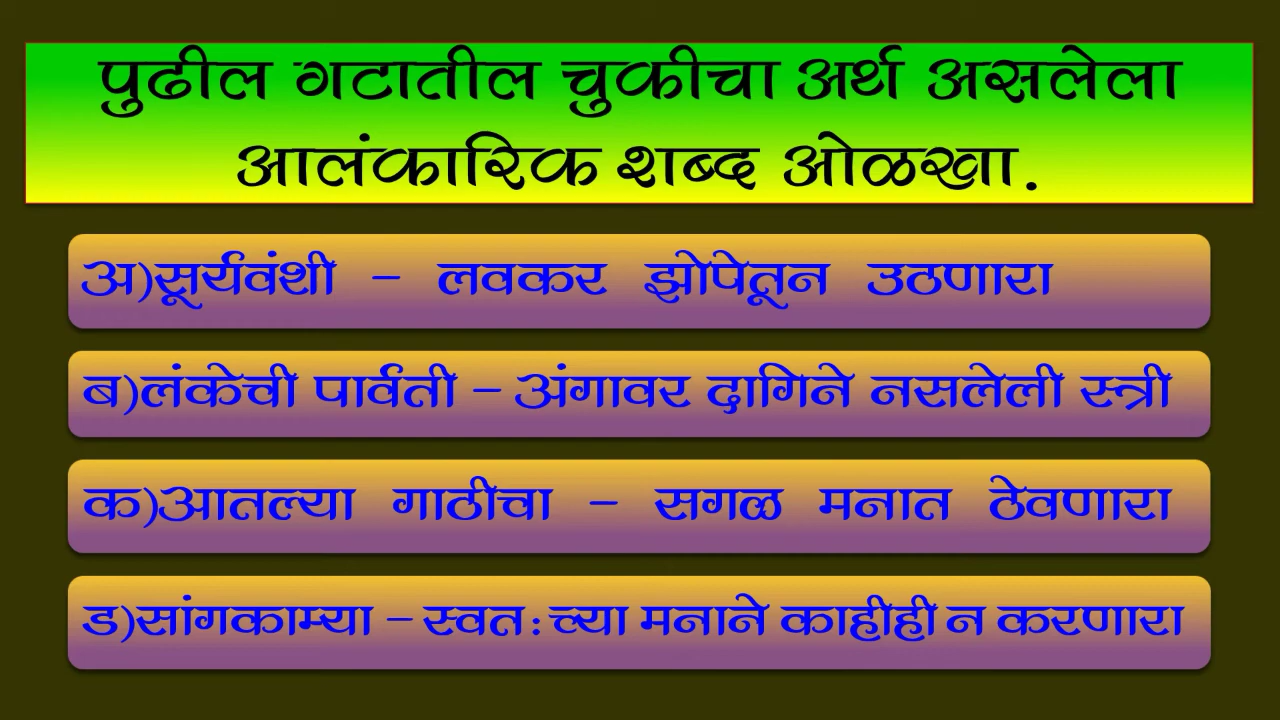 पुढील गटातील चुकीचा अर्थ असलेला
आलंकारिक शब्द ओळखा.
अ)सूर्यवंशी - लवकर झोपेतून उठणारा
ब)लंकेची पार्वती - अंगावर दागिने नसलेली स्त्री
क)आतल्या गाठीचा - सगळ मनात ठेवणारा
ड)सांगकाम्या - स्वत:च्या मनाने काहीही न करणारा